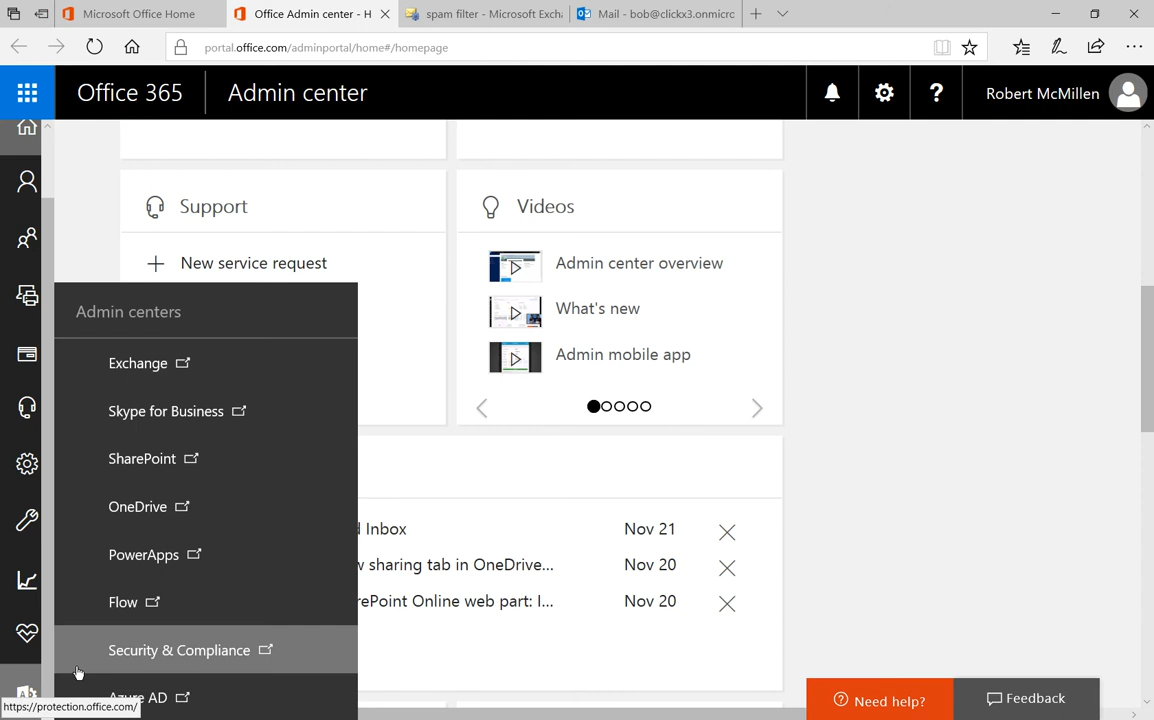 Microsoft Office Home
Office Admin center - H
spam filter - Microsoft Excha
Mail - bob@clickx3.onmicro
portal.office.com/adminportal/home#/homepage
Office 365
Admin center
?
Robert McMillen
Support
Videos
New service request
Admin center overview
What's new
Admin mobile app
Admin centers
Exchange
Skype for Business
SharePoint
OneDrive
PowerApps
Flow
Security & Compliance
Azure AD
d Inbox
Nov 21
w sharing tab in OneDrive...
Nov 20
rePoint Online web part: I...
Nov 20
https://protection.office.com/
Need help?
Feedback